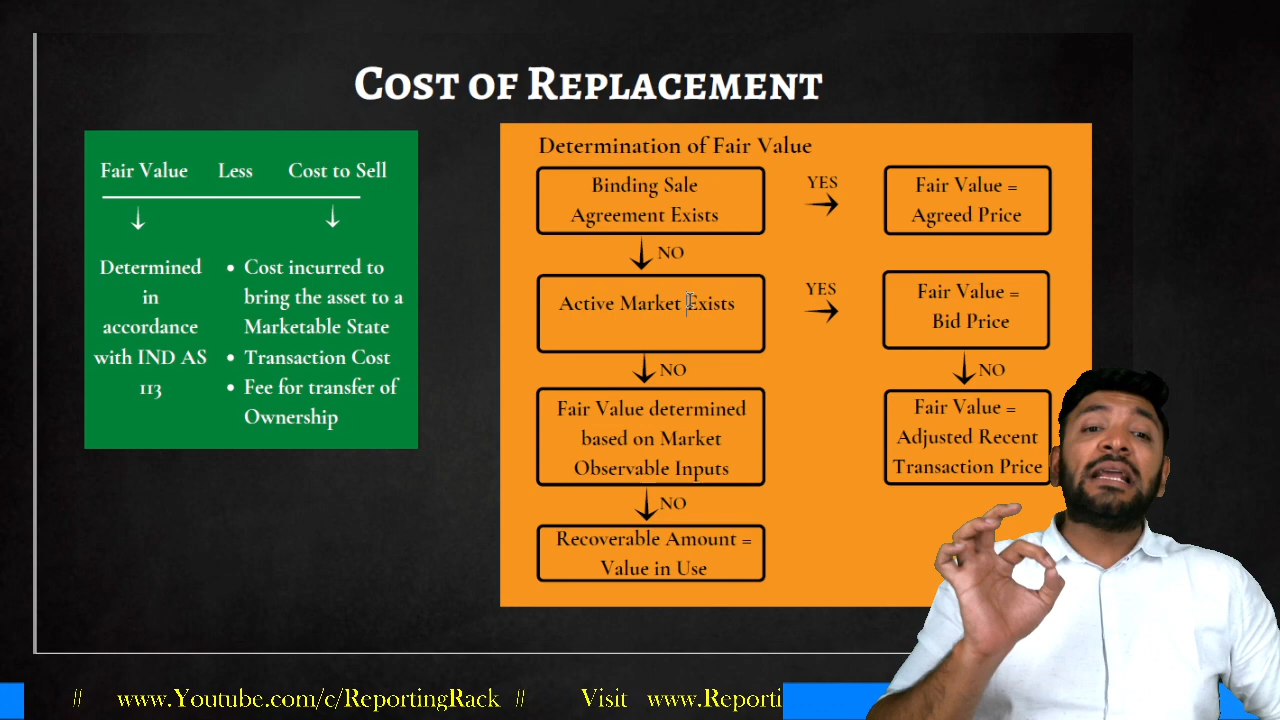 COST OF REPLACEMENT
Fair Value Less Cost to Sell
Determined
in
accordance
with IND AS
113
• Cost incurred to
bring the asset to a
Marketable State
• Transaction Cost
• Fee for transfer of
Ownership
Determination of Fair Value
Binding Sale
Agreement Exists
YES
Fair Value =
Agreed Price
NO
Active Market Exists
YES
Fair Value =
Bid Price
NO
NO
Fair Value determined
based on Market
Observable Inputs
Fair Value =
Adjusted Recent
Transaction Price
NO
Recoverable Amount =
Value in Use
// www.Youtube.com/c/ReportingRack // Visit www.Reporti